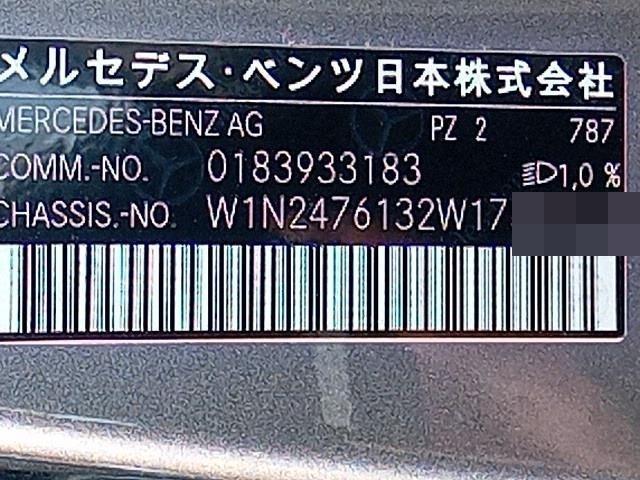 メルセデス・ベンツ日本株式会社
MERCEDES-BENZ AG PZ 2 787
COMM.-NO. 0183933183 1,0 %
CHASSIS.-NO. W1N2476132W17